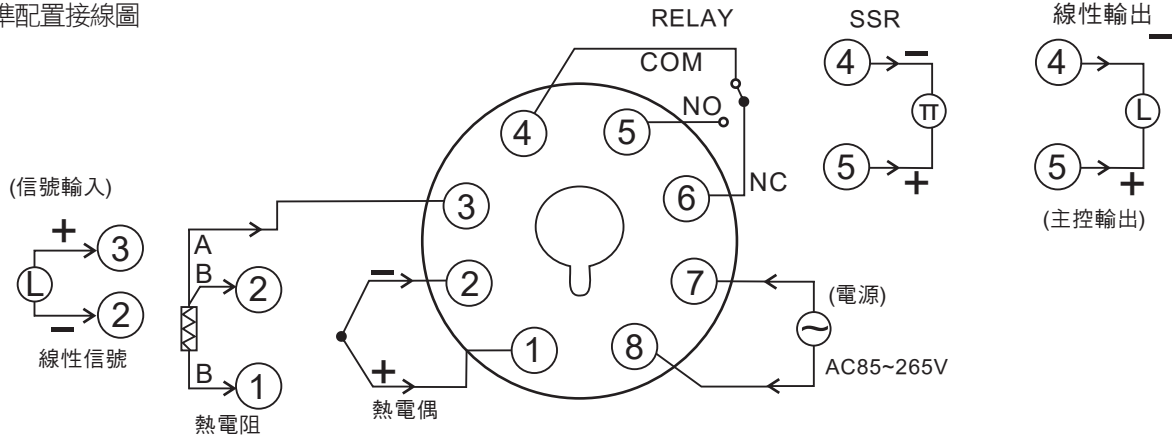 準配置接線圖
RELAY
SSR
線性輸出
COM
NO
NC
4
5
6
3
2
1
7
8
4
−
π
5
+
4
−
L
5
+
(主控輸出)
(信號輸入)
+
3
L
−
2
線性信號
A
B
2
B
1
熱電阻
−
+
熱電偶
(電源)
~
AC85~265V